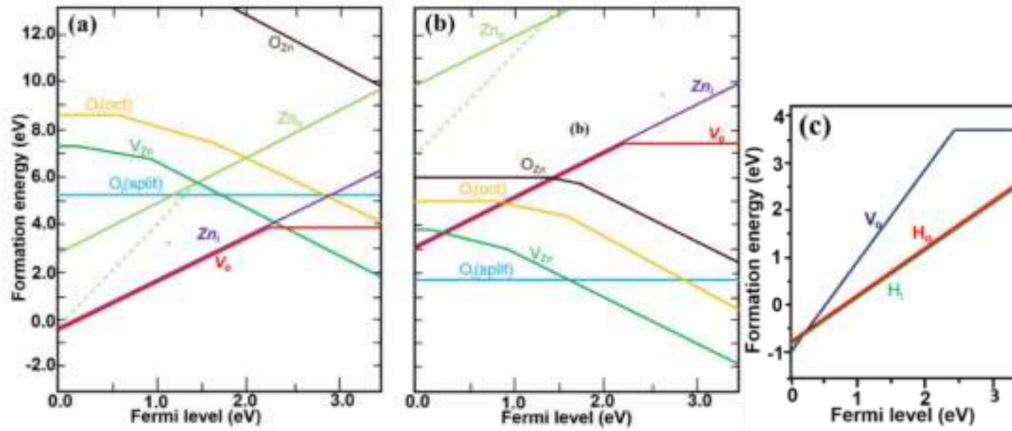 (a)
Formation energy (eV)
12.0
10.0
8.0
6.0
4.0
2.0
0.0
-2.0
O_Zn
O_i(oct)
Zn_o
V_Zn
O_i(split)
Zn_i
V_o
0.0 1.0 2.0 3.0
Fermi level (eV)
(b)
Zn_o
Zn_i
(b)
V_o
O_Zn
O_i(oct)
V_Zn
O_i(split)
0.0 1.0 2.0 3.0
Fermi level (eV)
(c)
Formation energy (eV)
4
3
2
1
0
-1
V_o
H_o
H_i
0 1 2 3
Fermi level (eV)